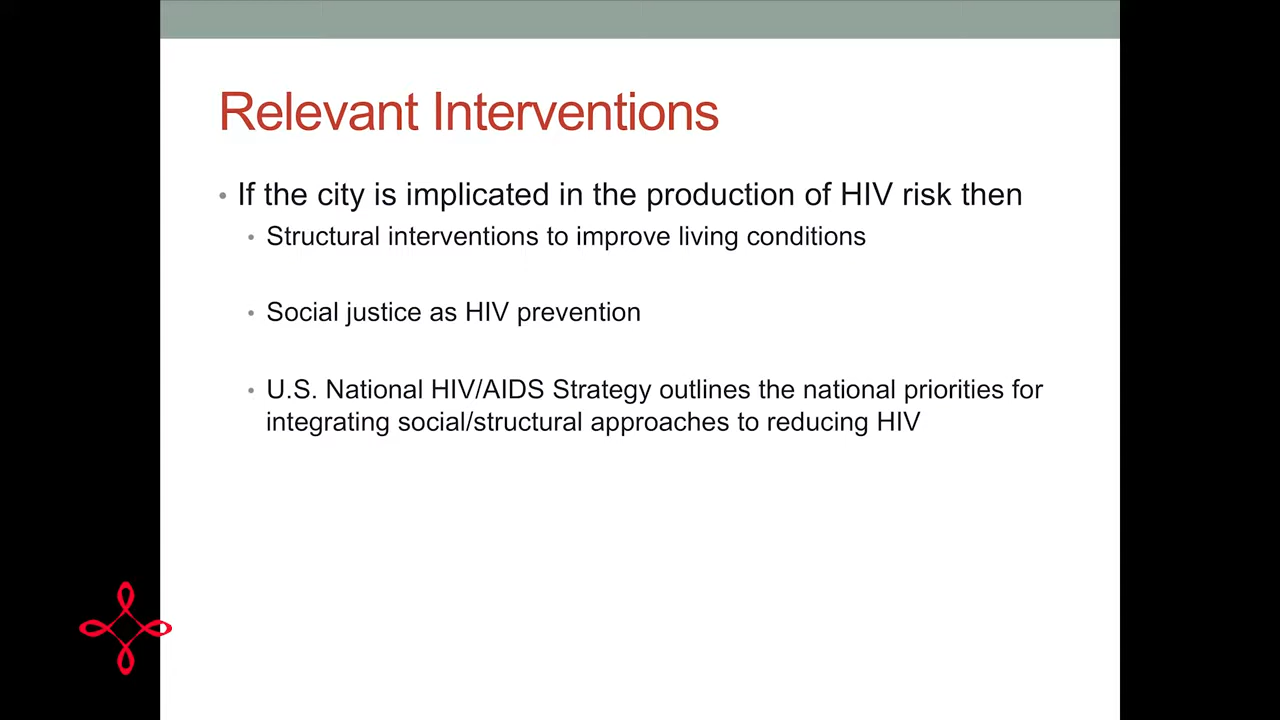 Relevant Interventions
• If the city is implicated in the production of HIV risk then
• Structural interventions to improve living conditions
• Social justice as HIV prevention
• U.S. National HIV/AIDS Strategy outlines the national priorities for
integrating social/structural approaches to reducing HIV